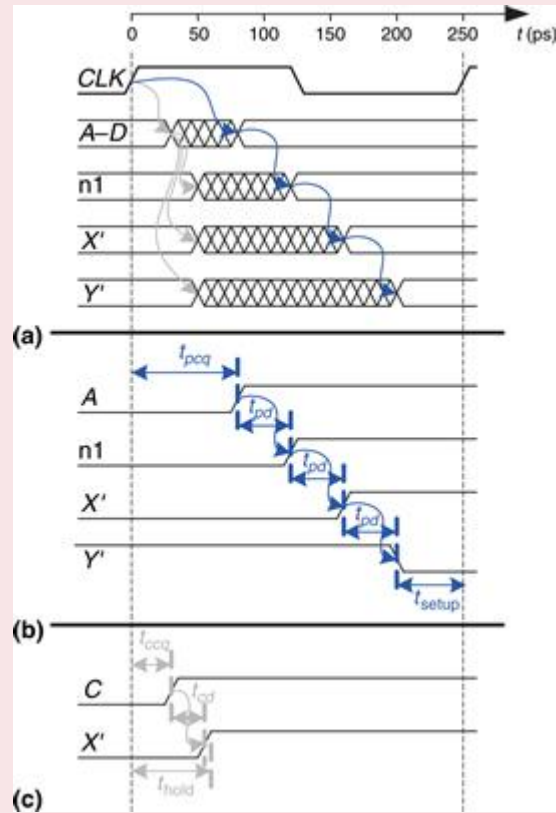 0 50 100 150 200 250 t (ps)
CLK
A–D
n1
X'
Y'
(a)
tpcq
A
tpd
n1
tpd
X'
tpd
Y'
tsetup
(b)
tccq
C
tcd
X'
thold
(c)